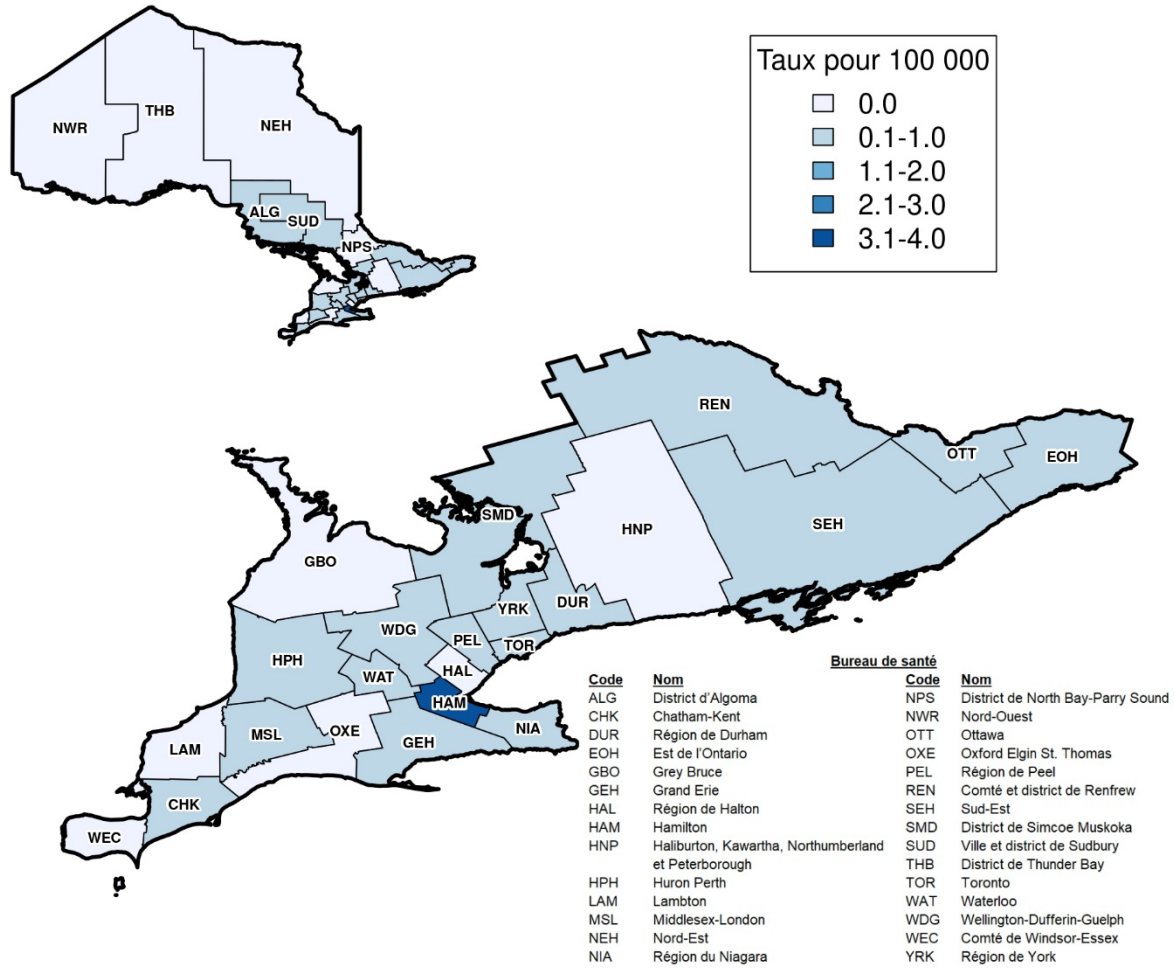 Taux pour 100 000
0.0
0.1-1.0
1.1-2.0
2.1-3.0
3.1-4.0
NWR
THB
NEH
ALG
SUD
NPS
REN
OTT
EOH
SEH
SMD
HNP
GBO
YRK
DUR
WDG
PEL
TOR
HPH
WAT
HAL
HAM
NIA
MSL
OXE
GEH
LAM
CHK
WEC
Bureau de santé
Code Nom
ALG District d'Algoma
CHK Chatham-Kent
DUR Région de Durham
EOH Est de l'Ontario
GBO Grey Bruce
GEH Grand Erie
HAL Région de Halton
HAM Hamilton
HNP Haliburton, Kawartha, Northumberland
et Peterborough
HPH Huron Perth
LAM Lambton
MSL Middlesex-London
NEH Nord-Est
NIA Région du Niagara
Code Nom
NPS District de North Bay-Parry Sound
NWR Nord-Ouest
OTT Ottawa
OXE Oxford Elgin St. Thomas
PEL Région de Peel
REN Comté et district de Renfrew
SEH Sud-Est
SMD District de Simcoe Muskoka
SUD Ville et district de Sudbury
THB District de Thunder Bay
TOR Toronto
WAT Waterloo
WDG Wellington-Dufferin-Guelph
WEC Comté de Windsor-Essex
YRK Région de York